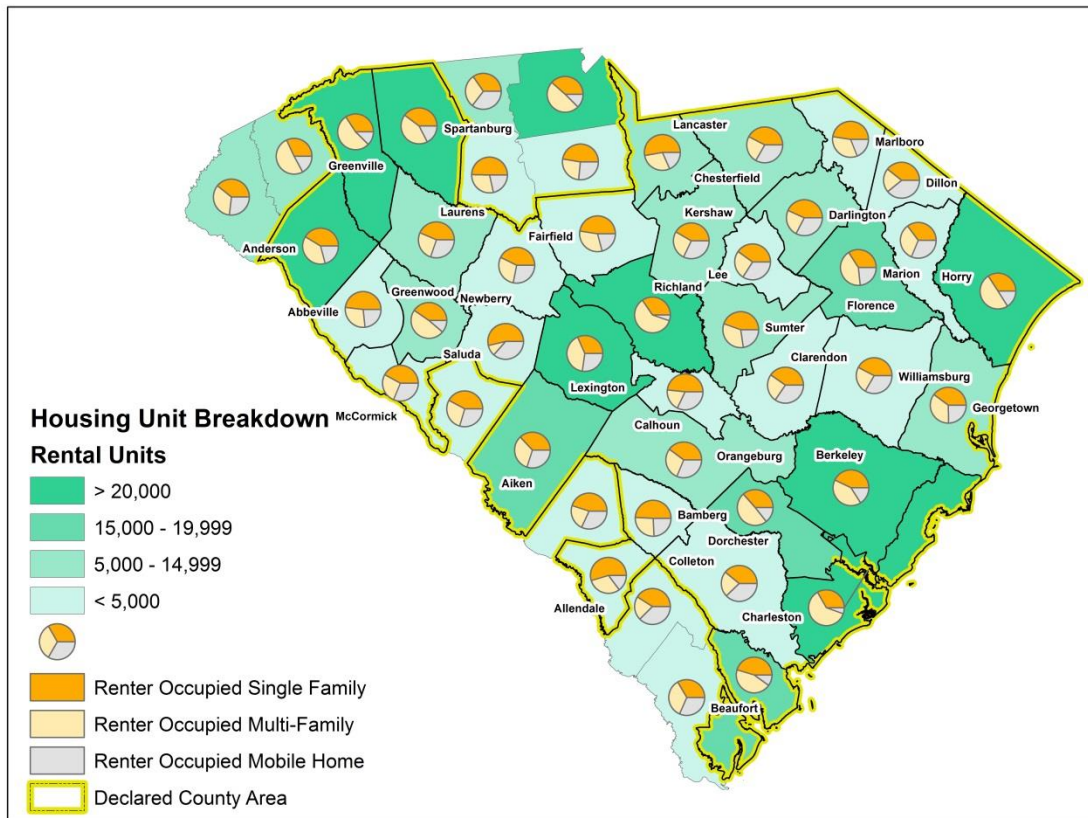 Spartanburg
Lancaster
Marlboro
Greenville
Chesterfield
Dillon
Laurens
Kershaw
Darlington
Anderson
Fairfield
Lee
Marion
Horry
Abbeville
Greenwood
Newberry
Richland
Florence
Saluda
Sumter
Clarendon
Lexington
Williamsburg
McCormick
Georgetown
Calhoun
Orangeburg
Berkeley
Aiken
Bamberg
Dorchester
Colleton
Allendale
Charleston
Beaufort
Housing Unit Breakdown
Rental Units
> 20,000
15,000 - 19,999
5,000 - 14,999
< 5,000
Renter Occupied Single Family
Renter Occupied Multi-Family
Renter Occupied Mobile Home
Declared County Area